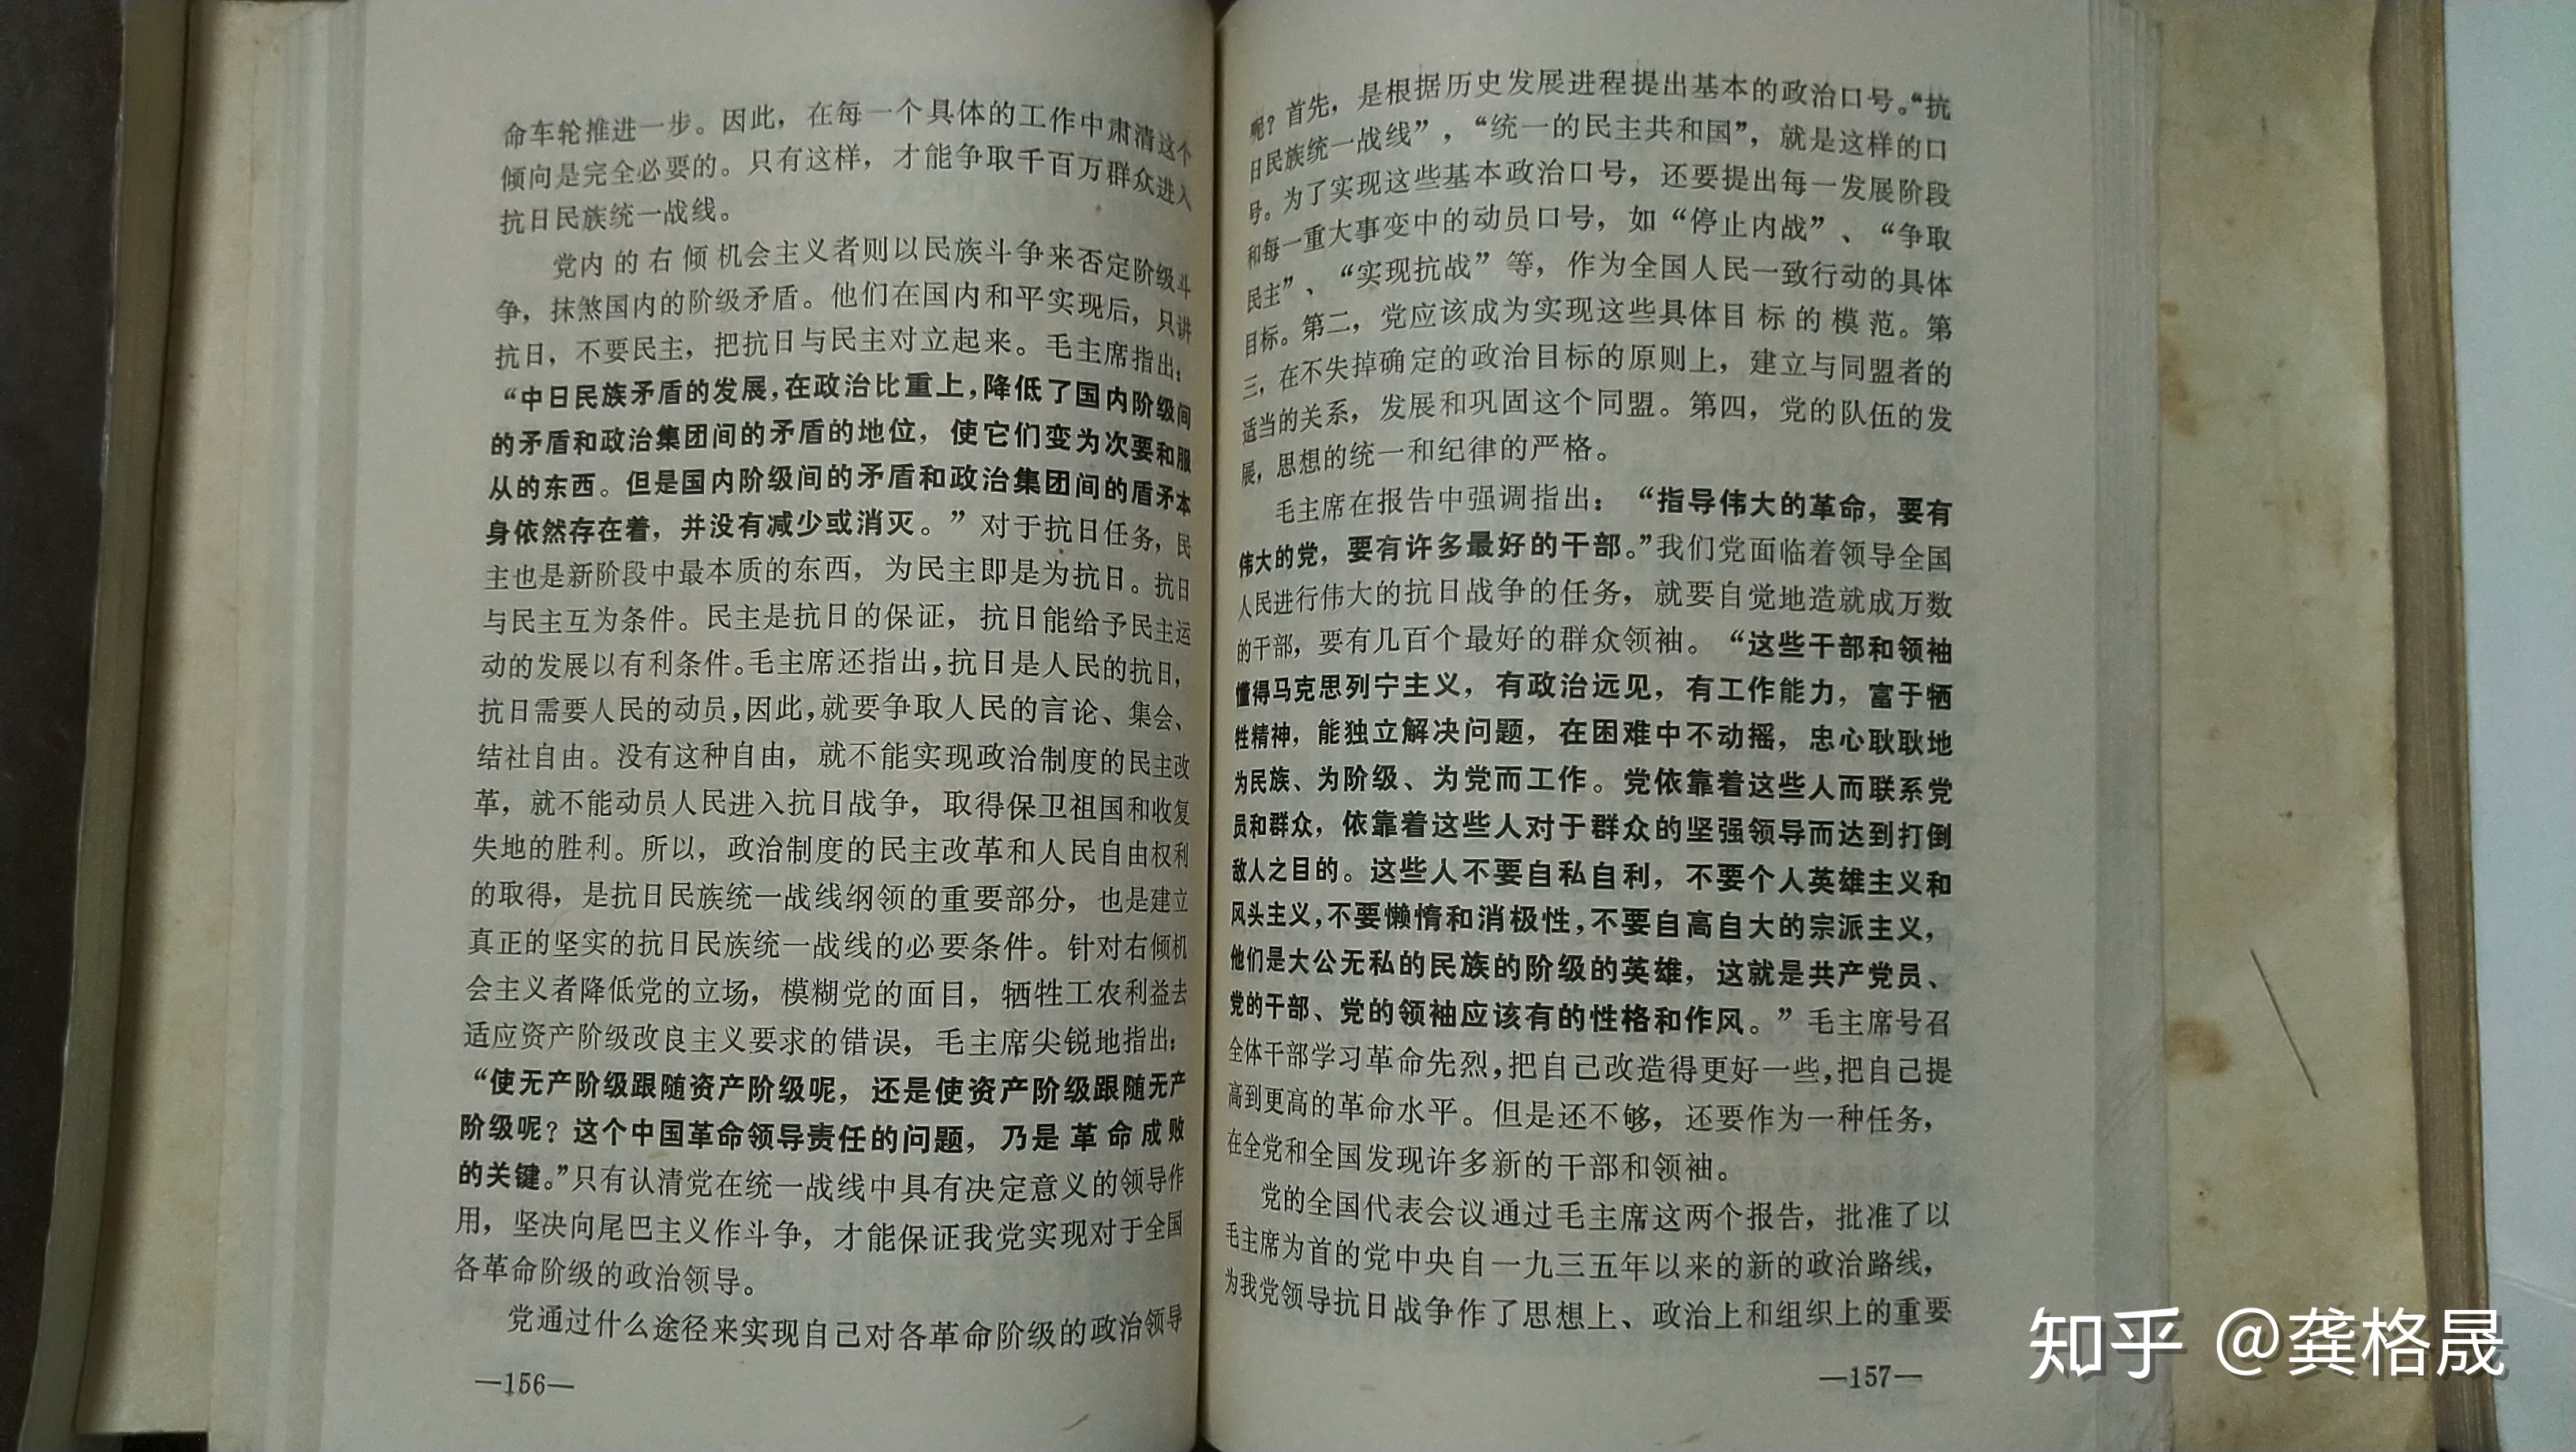 命车轮推进一步。因此，在每一个具体的工作中肃清这个
倾向是完全必要的。只有这样，才能争取千百万群众进入
抗日民族统一战线。
党内的右倾机会主义者则以民族斗争来否定阶级斗
争，抹煞国内的阶级矛盾。他们在国内和平实现后，只讲
抗日，不要民主，把抗日与民主对立起来。毛主席指出：
“中日民族矛盾的发展，在政治比重上，降低了国内阶级间
的矛盾和政治集团间的矛盾的地位，使它们变为次要和服
从的东西。但是国内阶级间的矛盾和政治集团间的盾矛本
身依然存在着，并没有减少或消灭。”对于抗日任务，民
主也是新阶段中最本质的东西，为民主即是为抗日。抗日
与民主互为条件。民主是抗日的保证，抗日能给予民主运
动的发展以有利条件。毛主席还指出，抗日是人民的抗日，
抗日需要人民的动员，因此，就要争取人民的言论、集会、
结社自由。没有这种自由，就不能实现政治制度的民主改
革，就不能动员人民进入抗日战争，取得保卫祖国和收复
失地的胜利。所以，政治制度的民主改革和人民自由权利
的取得，是抗日民族统一战线纲领的重要部分，也是建立
真正的坚实的抗日民族统一战线的必要条件。针对右倾机
会主义者降低党的立场，模糊党的面目，牺牲工农利益去
适应资产阶级改良主义要求的错误，毛主席尖锐地指出：
“使无产阶级跟随资产阶级呢，还是使资产阶级跟随无产
阶级呢？这个中国革命领导责任的问题，乃是革命成败
的关键。”只有认清党在统一战线中具有决定意义的领导作
用，坚决向尾巴主义作斗争，才能保证我党实现对于全国
各革命阶级的政治领导。
党通过什么途径来实现自己对各革命阶级的政治领导
—156—
呢？首先，是根据历史发展进程提出基本的政治口号。“抗
日民族统一战线”，“统一的民主共和国”，就是这样的口
号。为了实现这些基本政治口号，还要提出每一发展阶段
和每一重大事变中的动员口号，如“停止内战”、“争取
民主”、“实现抗战”等，作为全国人民一致行动的具体
目标。第二，党应该成为实现这些具体目标的模范。第
三，在不失掉确定的政治目标的原则上，建立与同盟者的
适当的关系，发展和巩固这个同盟。第四，党的队伍的发
展，思想的统一和纪律的严格。
毛主席在报告中强调指出：“指导伟大的革命，要有
伟大的党，要有许多最好的干部。”我们党面临着领导全国
人民进行伟大的抗日战争的任务，就要自觉地造就成万数
的干部，要有几百个最好的群众领袖。“这些干部和领袖
懂得马克思列宁主义，有政治远见，有工作能力，富于牺
牲精神，能独立解决问题，在困难中不动摇，忠心耿耿地
为民族、为阶级、为党而工作。党依靠着这些人而联系党
员和群众，依靠着这些人对于群众的坚强领导而达到打倒
敌人之目的。这些人不要自私自利，不要个人英雄主义和
风头主义，不要懒惰和消极性，不要自高自大的宗派主义，
他们是大公无私的民族的阶级的英雄，这就是共产党员、
党的干部、党的领袖应该有的性格和作风。”毛主席号召
全体干部学习革命先烈，把自己改造得更好一些，把自己提
高到更高的革命水平。但是还不够，还要作为一种任务，
在全党和全国发现许多新的干部和领袖。
党的全国代表会议通过毛主席这两个报告，批准了以
毛主席为首的党中央自一九三五年以来的新的政治路线，
为我党领导抗日战争作了思想上、政治上和组织上的重要
—157—
知乎 @龚格晟